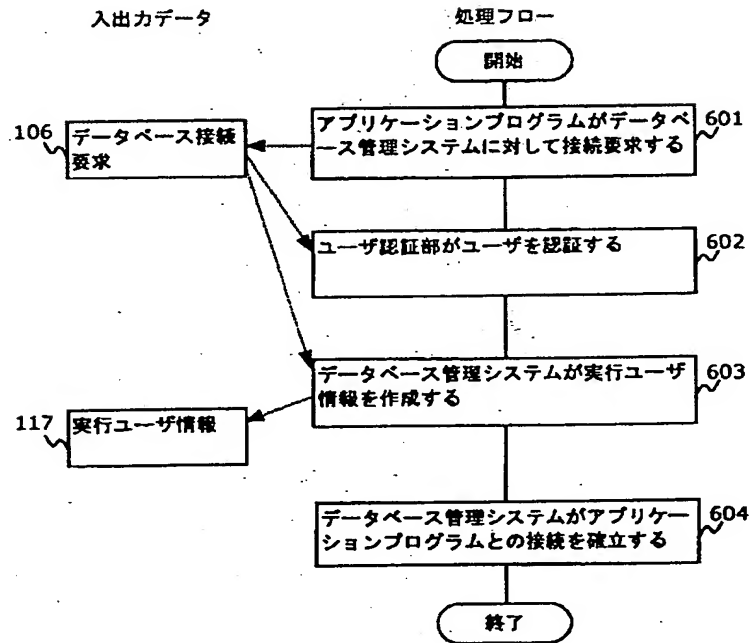 入出力データ
処理フロー
開始
601
アプリケーションプログラムがデータベ
ース管理システムに対して接続要求する
106
データベース接続
要求
602
ユーザ認証部がユーザを認証する
603
データベース管理システムが実行ユーザ
情報を作成する
117
実行ユーザ情報
604
データベース管理システムがアプリケー
ションプログラムとの接続を確立する
終了